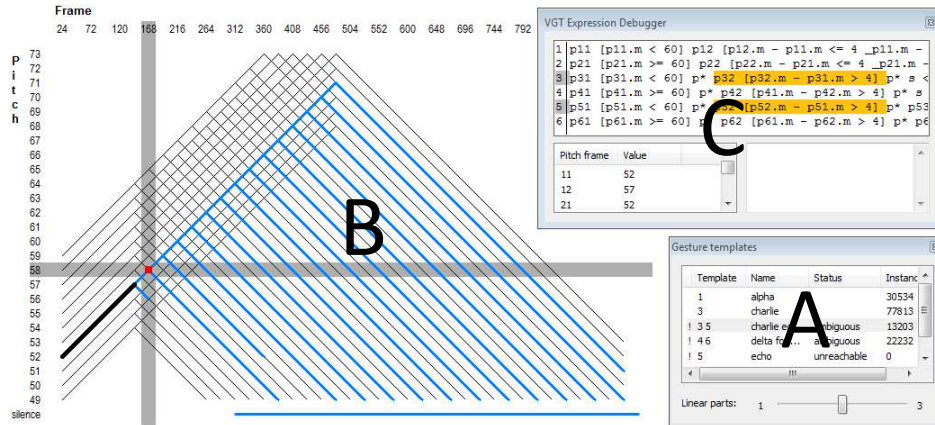 Frame
24 72 120 168 216 264 312 360 408 456 504 552 600 648 696 744 792
Pitch
73
72
71
70
69
68
67
66
65
64
63
62
61
60
59
58
57
56
55
54
53
52
51
50
49
silence
B
VGT Expression Debugger
1 p11 [p11.m < 60] p12 [p12.m - p11.m <= 4 _p11.m -
2 p21 [p21.m >= 60] p22 [p22.m - p21.m <= 4 _p21.m -
3 p31 [p31.m < 60] p* p32 [p32.m - p31.m > 4] p* s <
4 p41 [p41.m >= 60] p* p42 [p41.m - p42.m > 4] p* s
5 p51 [p51.m < 60] p* p52 [p52.m - p51.m > 4] p* p53
6 p61 [p61.m >= 60] p* p62 [p61.m - p62.m > 4] p* p6
C
Pitch frame Value
11 52
12 57
21 52
Gesture templates
Template Name Status Instanc
1 alpha 30534
3 charlie 77813
! 3 5 charlie ambiguous 13203
! 4 6 delta ambiguous 22232
! 5 echo unreachable 0
A
Linear parts: 1 3